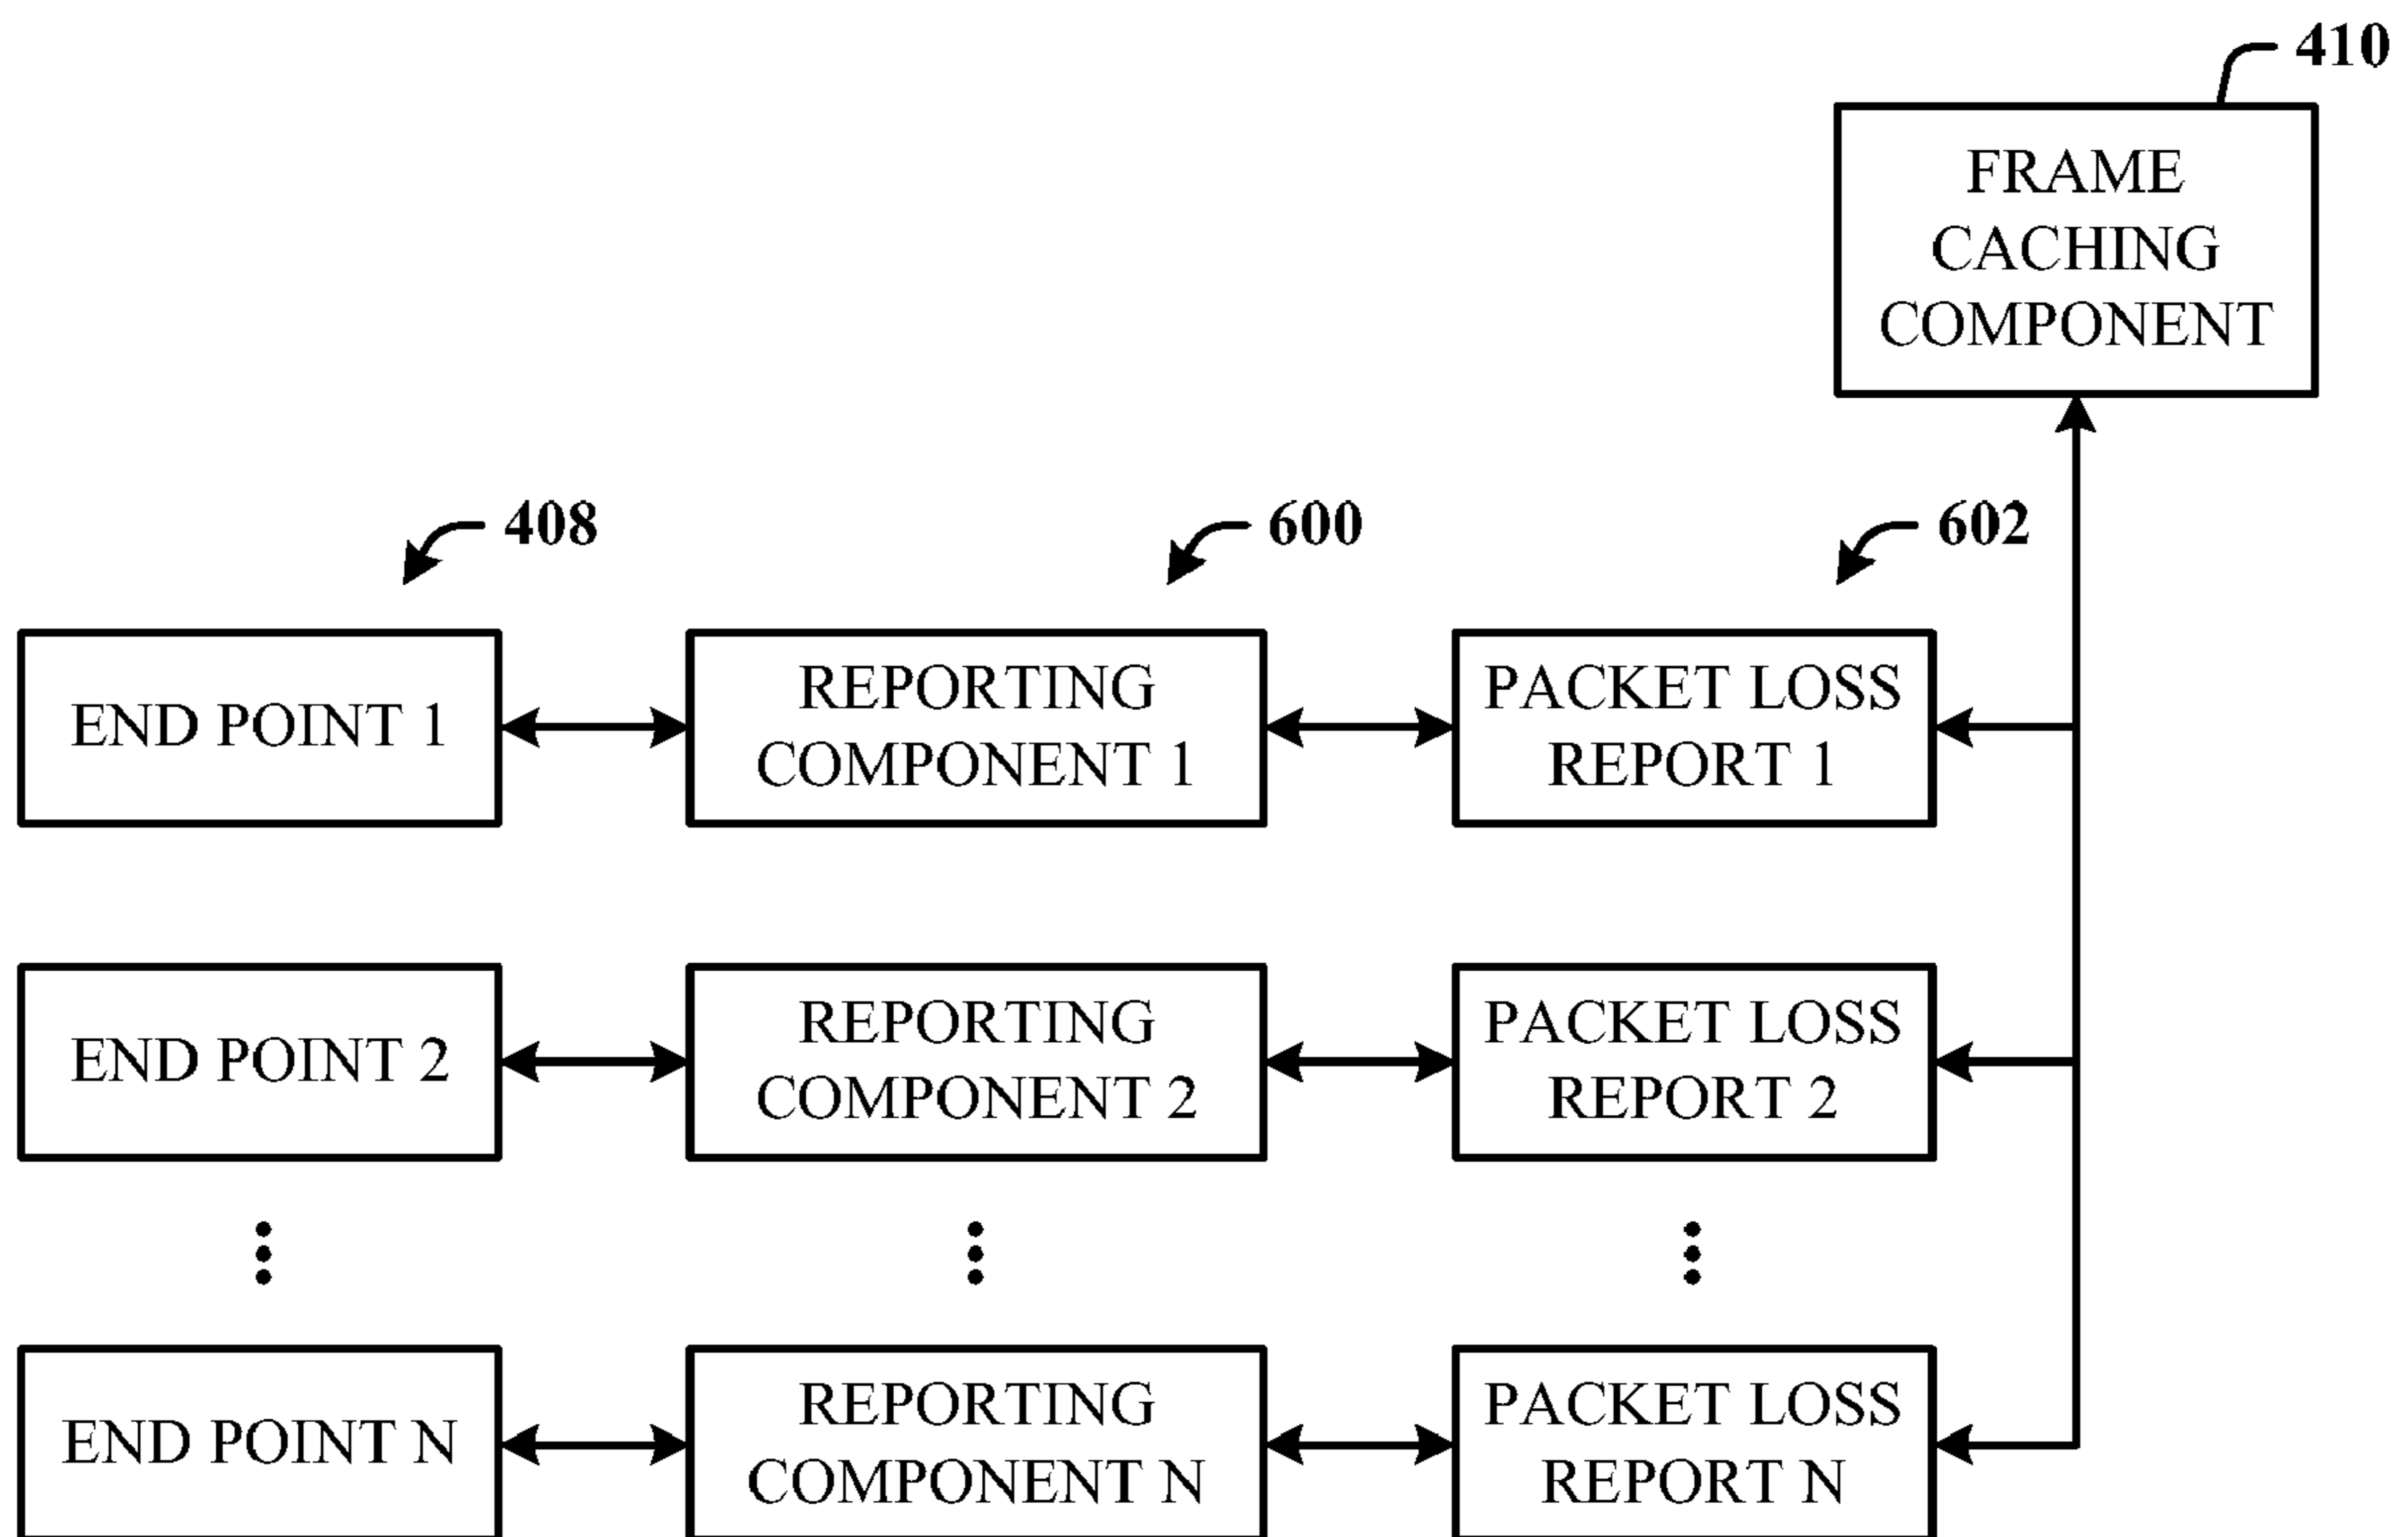 410
FRAME
CACHING
COMPONENT
408
600
602
END POINT 1
REPORTING
COMPONENT 1
PACKET LOSS
REPORT 1
END POINT 2
REPORTING
COMPONENT 2
PACKET LOSS
REPORT 2
END POINT N
REPORTING
COMPONENT N
PACKET LOSS
REPORT N